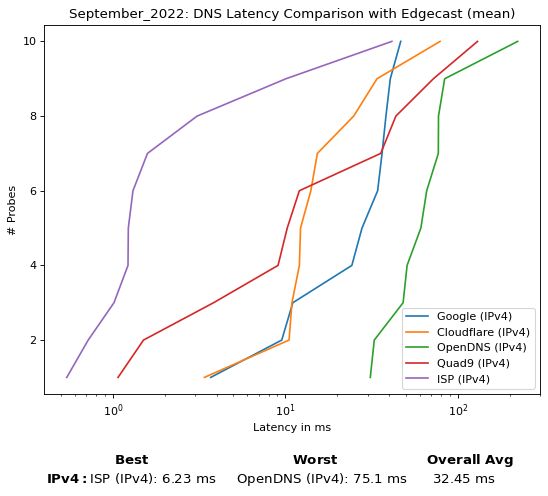 September_2022: DNS Latency Comparison with Edgecast (mean)
10
8
6
4
2
# Probes
10⁰ 10¹ 10²
Latency in ms
Google (IPv4)
Cloudflare (IPv4)
OpenDNS (IPv4)
Quad9 (IPv4)
ISP (IPv4)
Best Worst Overall Avg
IPv4: ISP (IPv4): 6.23 ms OpenDNS (IPv4): 75.1 ms 32.45 ms